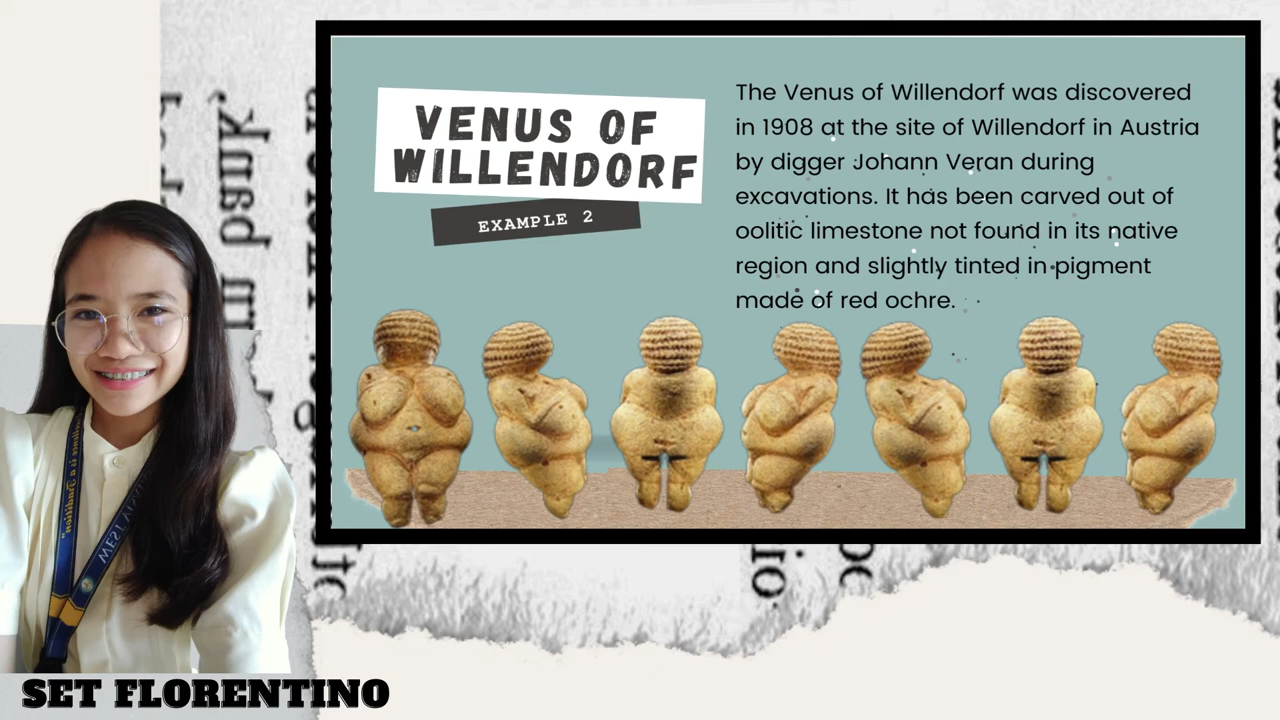 VENUS OF
WILLENDORF
EXAMPLE 2
The Venus of Willendorf was discovered
in 1908 at the site of Willendorf in Austria
by digger Johann Veran during
excavations. It has been carved out of
oolitic limestone not found in its native
region and slightly tinted in pigment
made of red ochre.
SET FLORENTINO